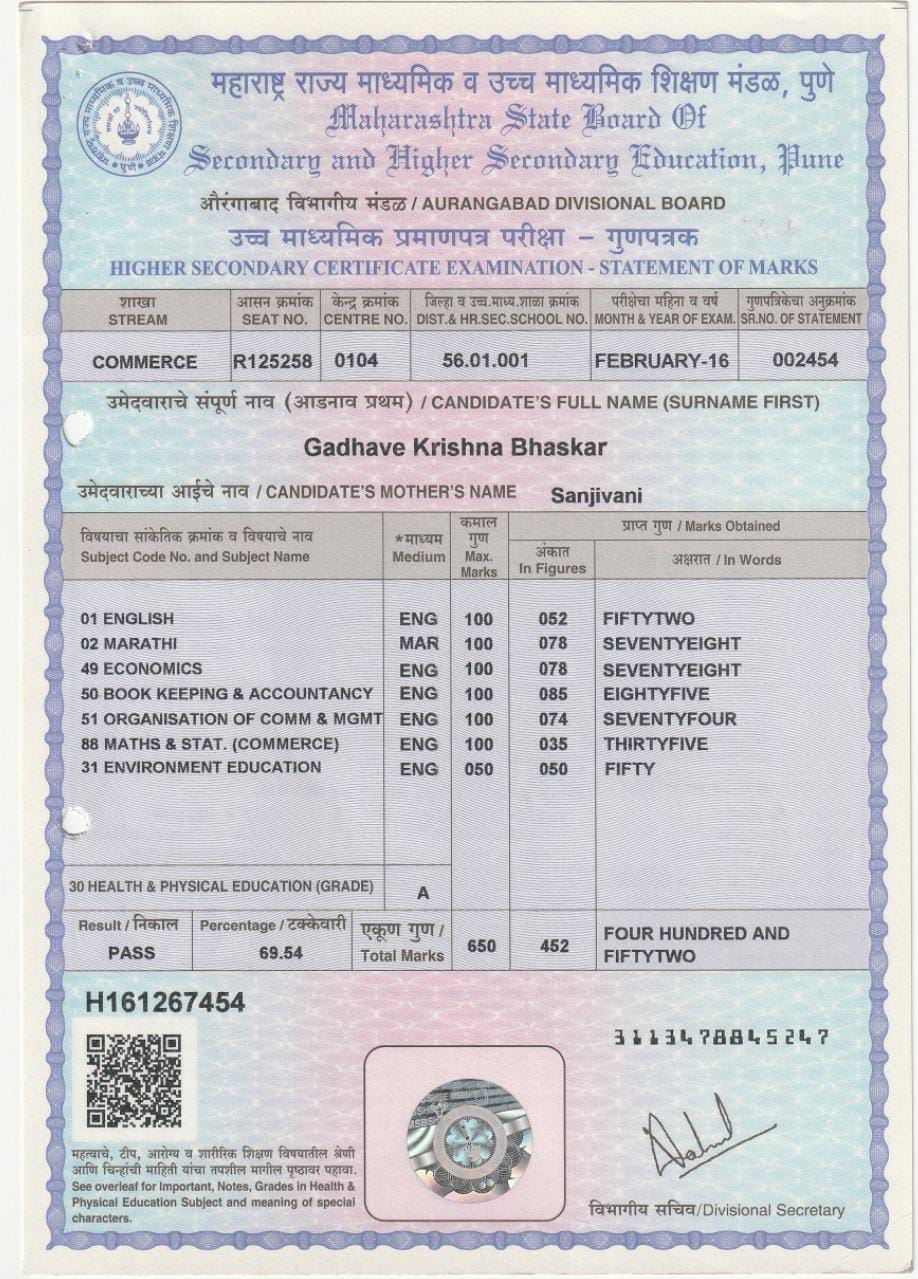 महाराष्ट्र राज्य माध्यमिक व उच्च माध्यमिक शिक्षण मंडळ, पुणे
Maharashtra State Board Of
Secondary and Higher Secondary Education, Pune
औरंगाबाद विभागीय मंडळ / AURANGABAD DIVISIONAL BOARD
उच्च माध्यमिक प्रमाणपत्र परीक्षा – गुणपत्रक
HIGHER SECONDARY CERTIFICATE EXAMINATION - STATEMENT OF MARKS
शाखा आसन क्रमांक केन्द्र क्रमांक जिल्हा व उच्च.माध्य.शाळा क्रमांक परीक्षेचा महिना व वर्ष गुणपत्रिकेचा अनुक्रमांक
STREAM SEAT NO. CENTRE NO. DIST.& HR.SEC.SCHOOL NO. MONTH & YEAR OF EXAM. SR.NO. OF STATEMENT
COMMERCE R125258 0104 56.01.001 FEBRUARY-16 002454
उमेदवाराचे संपूर्ण नाव (आडनाव प्रथम) / CANDIDATE'S FULL NAME (SURNAME FIRST)
Gadhave Krishna Bhaskar
उमेदवाराच्या आईचे नाव / CANDIDATE'S MOTHER'S NAME Sanjivani
विषयाचा सांकेतिक क्रमांक व विषयाचे नाव
Subject Code No. and Subject Name
*माध्यम
Medium
कमाल
गुण
Max.
Marks
प्राप्त गुण / Marks Obtained
अंकात
In Figures
अक्षरात / In Words
01 ENGLISH ENG 100 052 FIFTYTWO
02 MARATHI MAR 100 078 SEVENTYEIGHT
49 ECONOMICS ENG 100 078 SEVENTYEIGHT
50 BOOK KEEPING & ACCOUNTANCY ENG 100 085 EIGHTYFIVE
51 ORGANISATION OF COMM & MGMT ENG 100 074 SEVENTYFOUR
88 MATHS & STAT. (COMMERCE) ENG 100 035 THIRTYFIVE
31 ENVIRONMENT EDUCATION ENG 050 050 FIFTY
30 HEALTH & PHYSICAL EDUCATION (GRADE) A
Result / निकाल
PASS
Percentage / टक्केवारी
69.54
एकूण गुण /
Total Marks
650 452
FOUR HUNDRED AND
FIFTYTWO
H161267454
3113478845247
महत्वाचे, टीप, आरोग्य व शारीरिक शिक्षण विषयातील श्रेणी
आणि चिन्हांची माहिती यांचा तपशील मागील पृष्ठावर पहावा.
See overleaf for Important, Notes, Grades in Health &
Physical Education Subject and meaning of special
characters.
विभागीय सचिव/Divisional Secretary